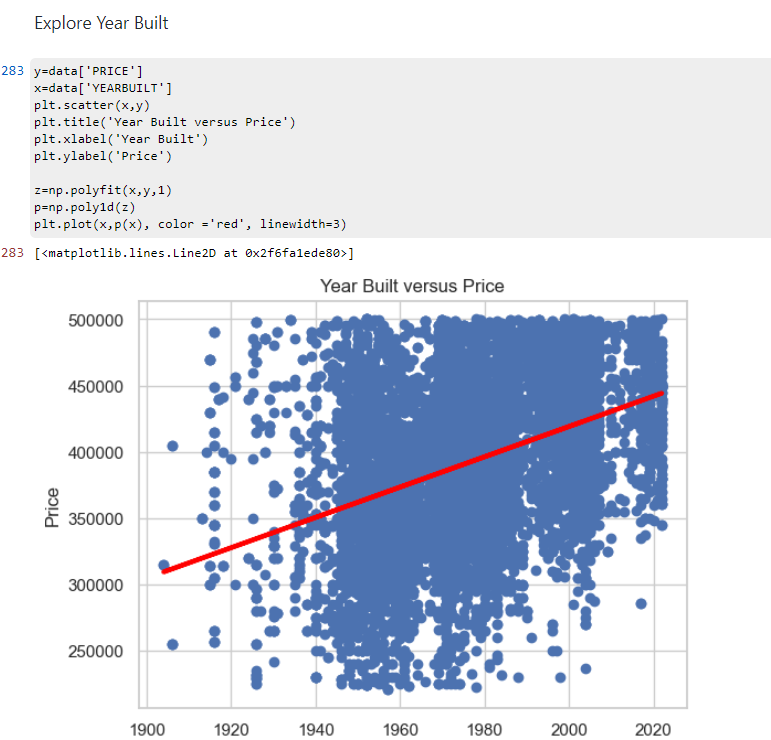 Explore Year Built
283 y=data['PRICE']
x=data['YEARBUILT']
plt.scatter(x,y)
plt.title('Year Built versus Price')
plt.xlabel('Year Built')
plt.ylabel('Price')
z=np.polyfit(x,y,1)
p=np.poly1d(z)
plt.plot(x,p(x), color ='red', linewidth=3)
283 [<matplotlib.lines.Line2D at 0x2f6fa1ede80>]
Year Built versus Price
500000
450000
400000
350000
300000
250000
Price
1900 1920 1940 1960 1980 2000 2020